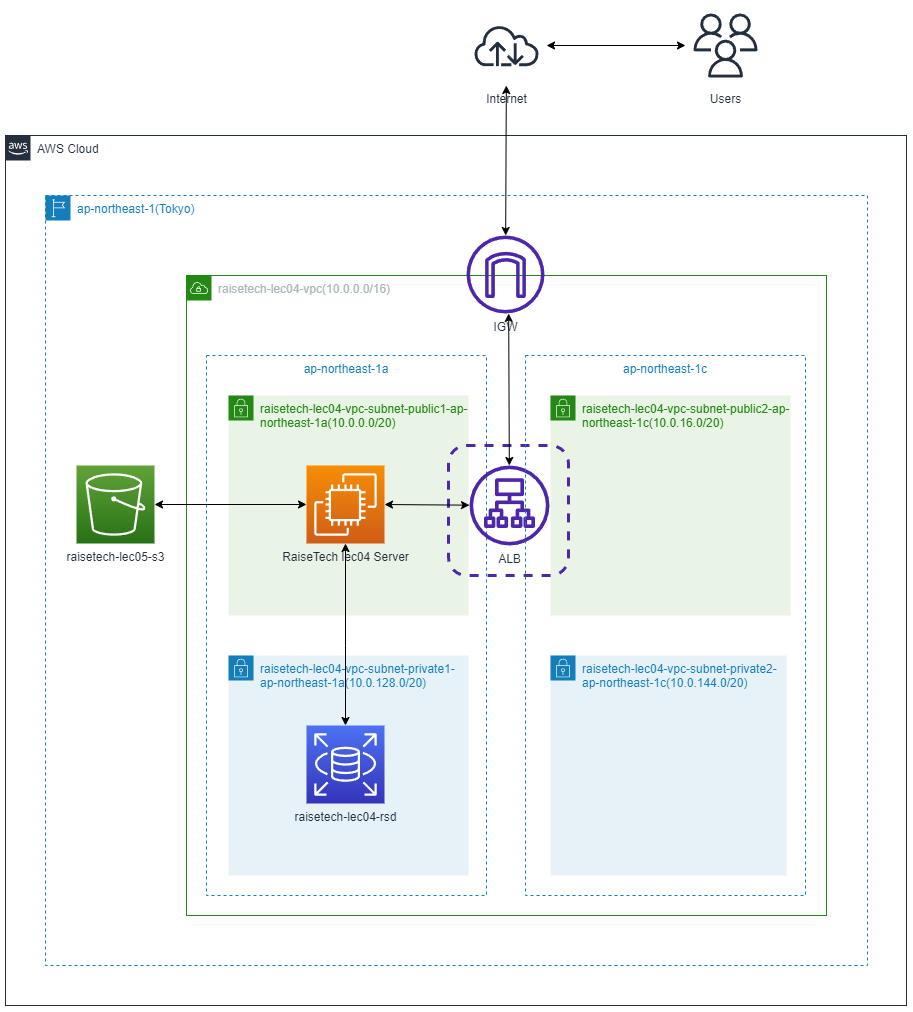 Internet
Users
aws
AWS Cloud
ap-northeast-1(Tokyo)
raisetech-lec04-vpc(10.0.0.0/16)
IGW
ap-northeast-1a
ap-northeast-1c
raisetech-lec04-vpc-subnet-public1-ap-
northeast-1a(10.0.0.0/20)
raisetech-lec04-vpc-subnet-public2-ap-
northeast-1c(10.0.16.0/20)
raisetech-lec05-s3
RaiseTech lec04 Server
ALB
raisetech-lec04-vpc-subnet-private1-
ap-northeast-1a(10.0.128.0/20)
raisetech-lec04-vpc-subnet-private2-
ap-northeast-1c(10.0.144.0/20)
raisetech-lec04-rsd